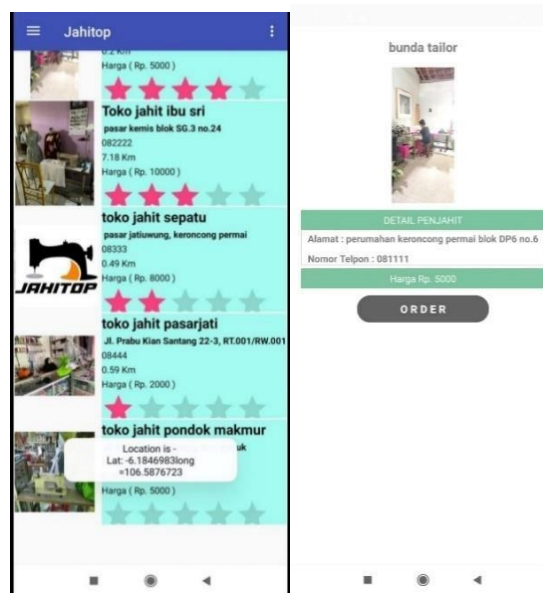 Jahitop
Harga ( Rp. 5000 )
Toko jahit ibu sri
pasar kemis blok SG.3 no.24
082222
7.18 Km
Harga ( Rp. 10000 )
toko jahit sepatu
pasar jatiuwung, keroncong permai
08333
0.49 Km
Harga ( Rp. 8000 )
JAHITOP
toko jahit pasarjati
JL. Prabu Kian Santang 22-3, RT.001/RW.001
08444
0.59 Km
Harga ( Rp. 2000 )
toko jahit pondok makmur
Location is -
Lat: -6.1846983long
=106.5876723
Harga ( Rp. 5000 )
bunda tailor
DETAIL PENJAHIT
Alamat : perumahan keroncong permai blok DP6 no.6
Nomor Telpon : 081111
Harga Rp. 5000
ORDER